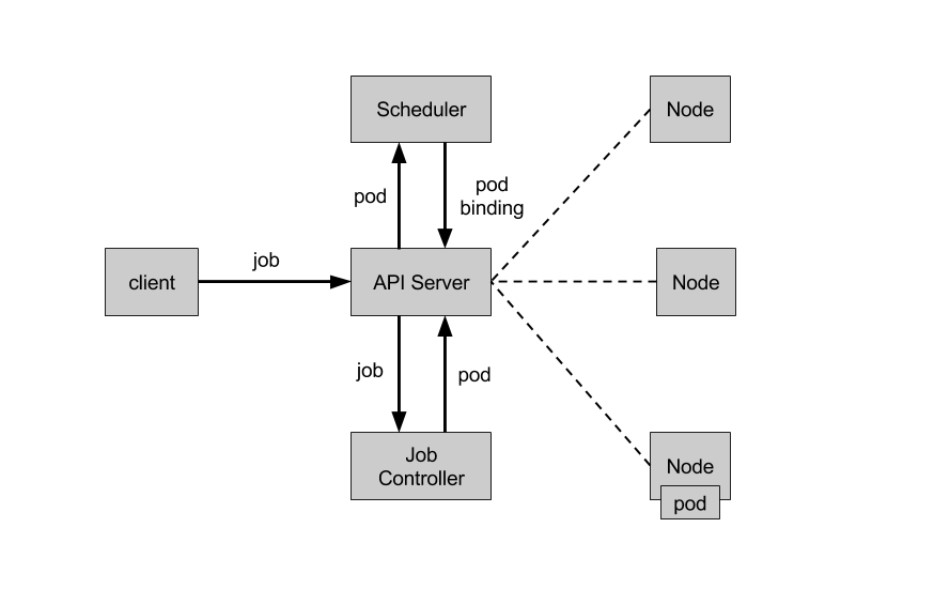 Scheduler
Node
pod
pod
binding
client
job
API Server
Node
job
pod
Job
Controller
Node
pod